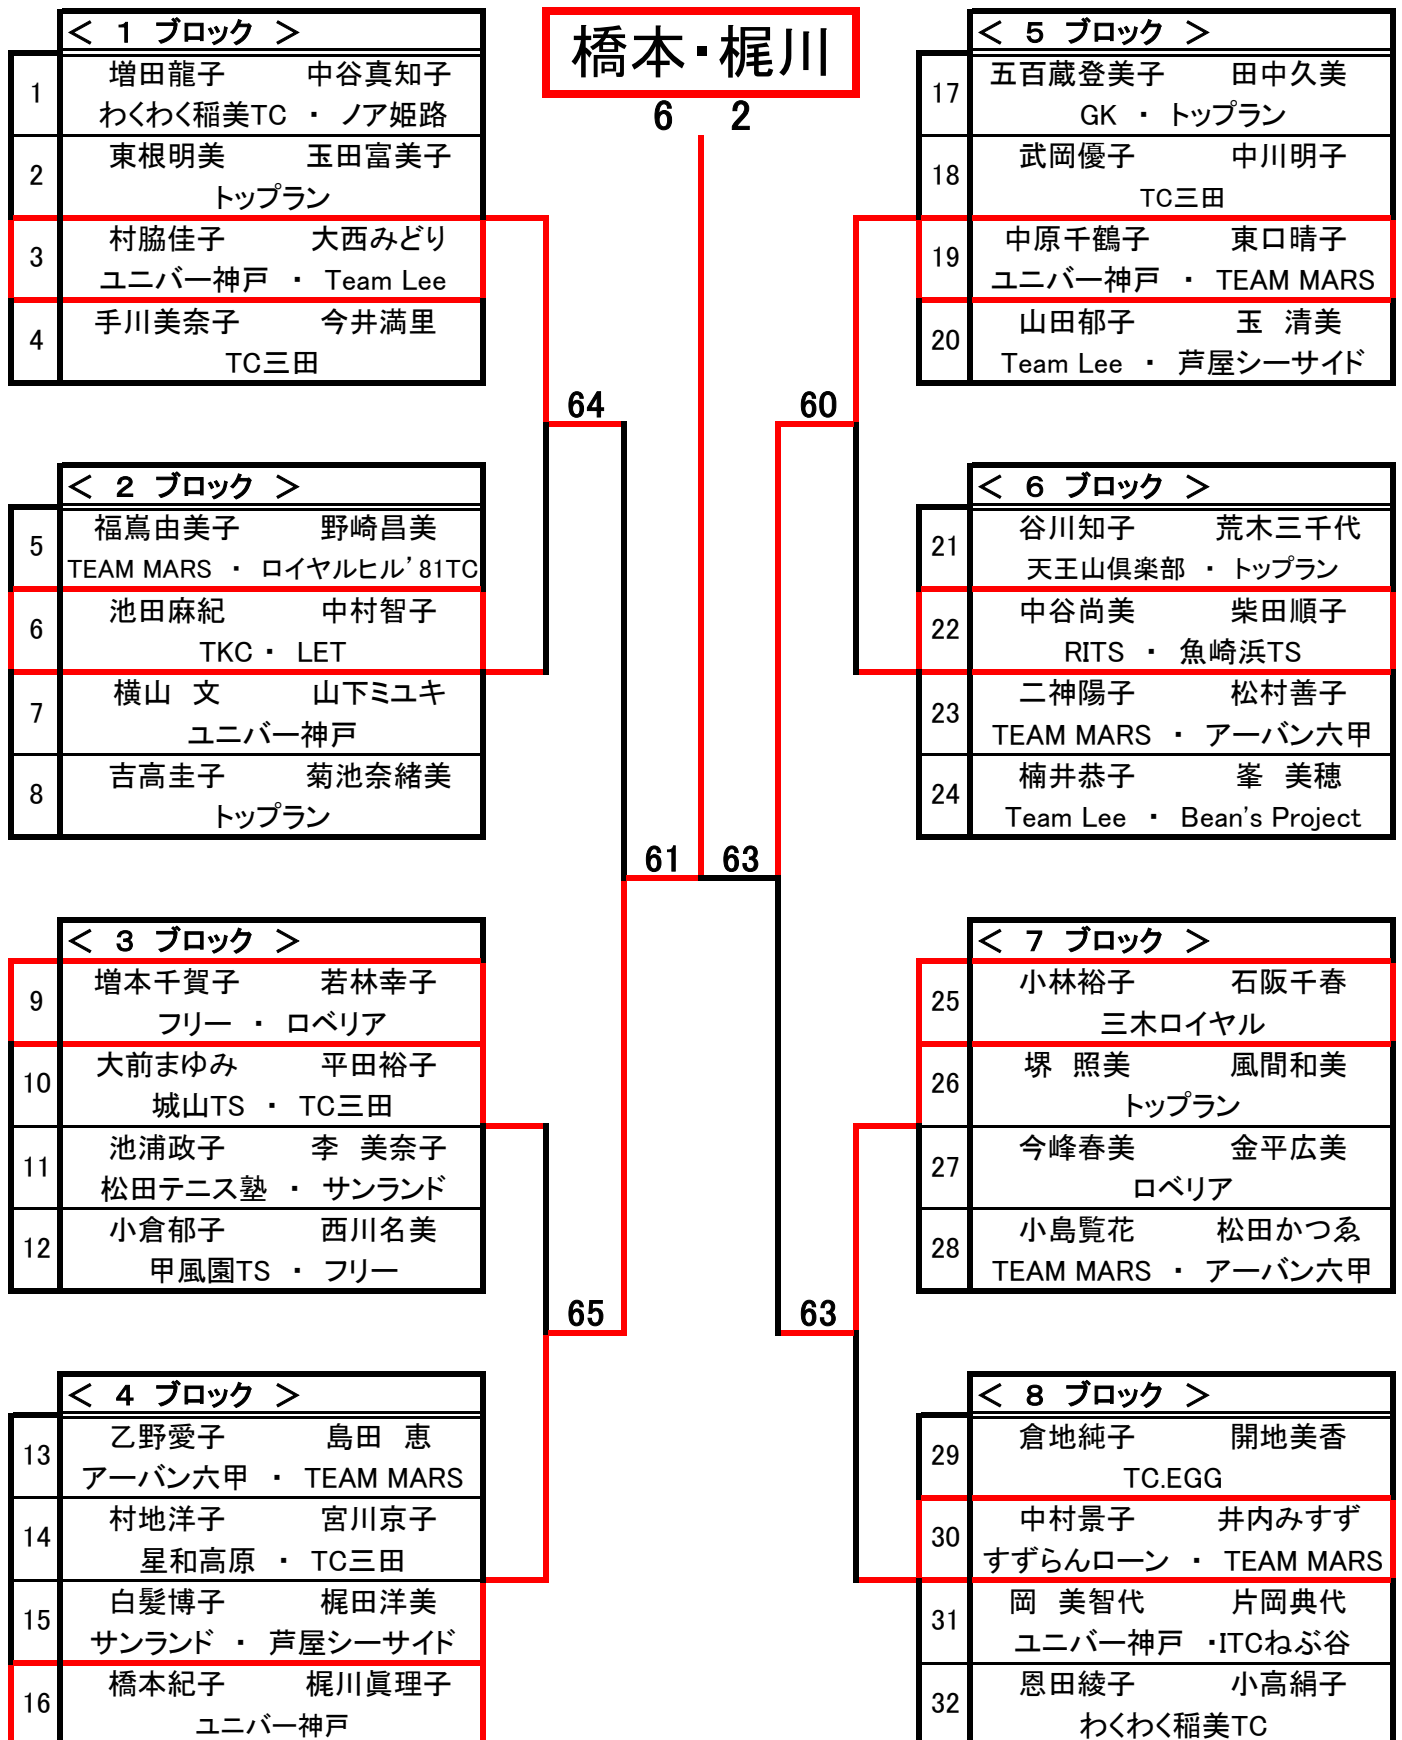 橋本・梶川
6 2
＜ 1 ブロック ＞
1
増田龍子 中谷真知子
わくわく稲美TC ・ ノア姫路
2
東根明美 玉田富美子
トップラン
3
村脇佳子 大西みどり
ユニバー神戸 ・ Team Lee
4
手川美奈子 今井満里
TC三田
＜ 2 ブロック ＞
5
福嶌由美子 野崎昌美
TEAM MARS ・ ロイヤルヒル’81TC
6
池田麻紀 中村智子
TKC ・ LET
7
横山 文 山下ミユキ
ユニバー神戸
8
吉高圭子 菊池奈緒美
トップラン
＜ 3 ブロック ＞
9
増本千賀子 若林幸子
フリー ・ ロベリア
10
大前まゆみ 平田裕子
城山TS ・ TC三田
11
池浦政子 李 美奈子
松田テニス塾 ・ サンランド
12
小倉郁子 西川名美
甲風園TS ・ フリー
＜ 4 ブロック ＞
13
乙野愛子 島田 恵
アーバン六甲 ・ TEAM MARS
14
村地洋子 宮川京子
星和高原 ・ TC三田
15
白髪博子 梶田洋美
サンランド ・ 芦屋シーサイド
16
橋本紀子 梶川眞理子
ユニバー神戸
64
60
61
63
65
63
＜ 5 ブロック ＞
17
五百蔵登美子 田中久美
GK ・ トップラン
18
武岡優子 中川明子
TC三田
19
中原千鶴子 東口晴子
ユニバー神戸 ・ TEAM MARS
20
山田郁子 玉 清美
Team Lee ・ 芦屋シーサイド
＜ 6 ブロック ＞
21
谷川知子 荒木三千代
天王山倶楽部 ・ トップラン
22
中谷尚美 柴田順子
RITS ・ 魚崎浜TS
23
二神陽子 松村善子
TEAM MARS ・ アーバン六甲
24
楠井恭子 峯 美穂
Team Lee ・ Bean's Project
＜ 7 ブロック ＞
25
小林裕子 石阪千春
三木ロイヤル
26
堺 照美 風間和美
トップラン
27
今峰春美 金平広美
ロベリア
28
小島覧花 松田かつゑ
TEAM MARS ・ アーバン六甲
＜ 8 ブロック ＞
29
倉地純子 開地美香
TC.EGG
30
中村景子 井内みすず
すずらんローン ・ TEAM MARS
31
岡 美智代 片岡典代
ユニバー神戸 ・ITCねぶ谷
32
恩田綾子 小高絹子
わくわく稲美TC